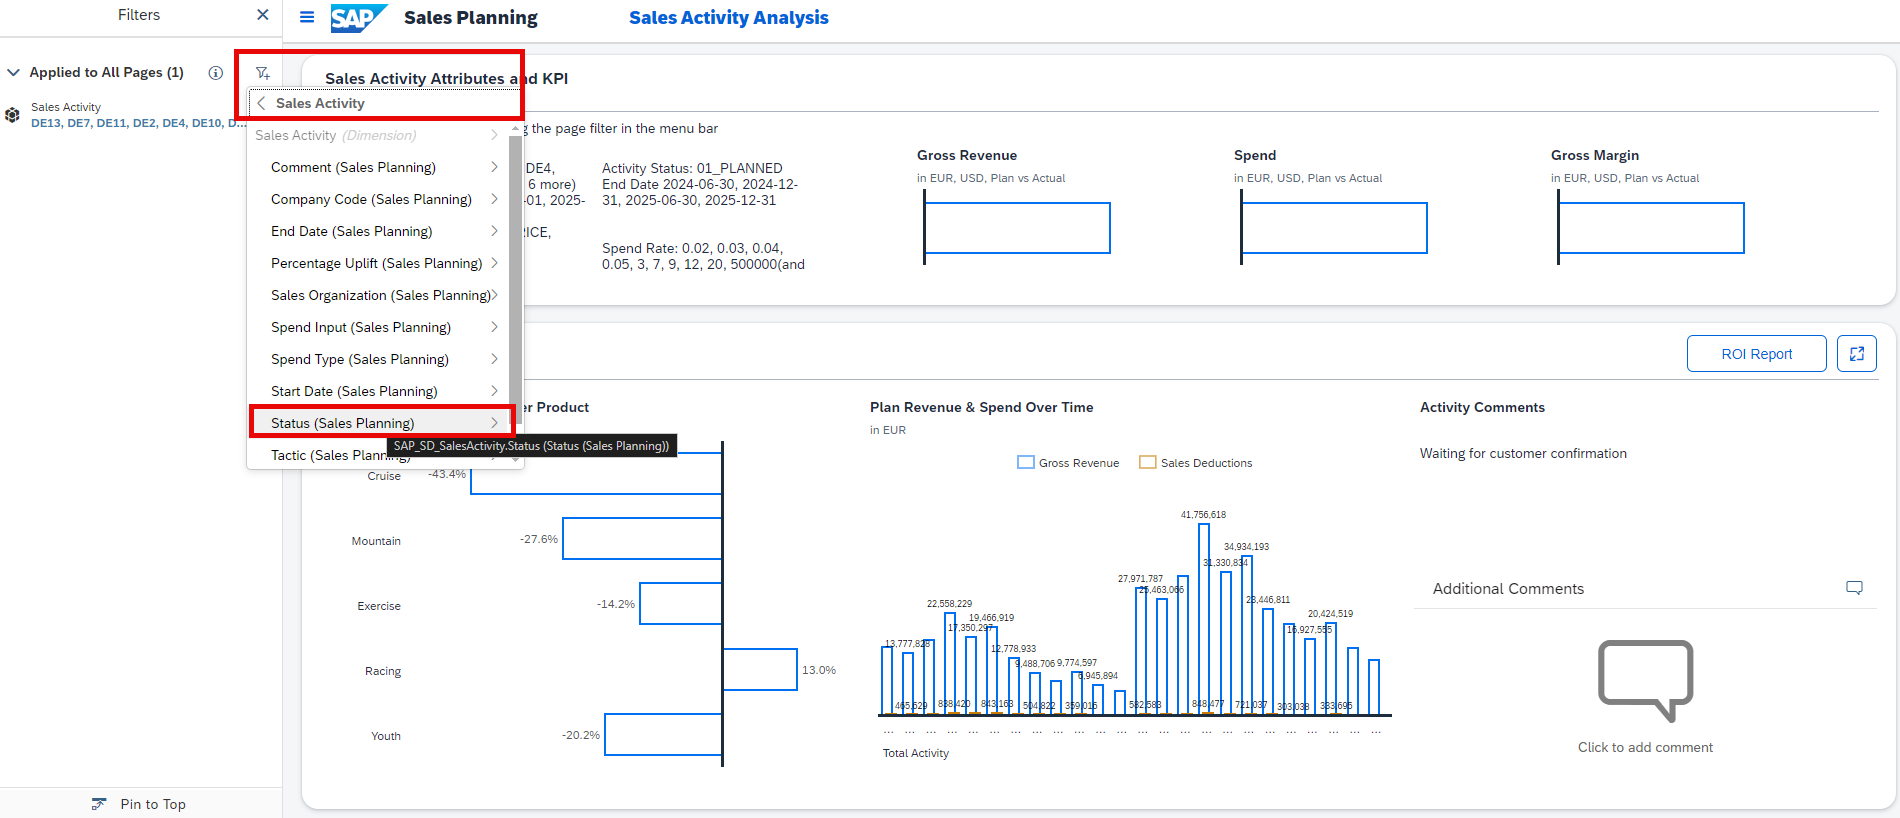 Filters
SAP
Sales Planning
Sales Activity Analysis
Applied to All Pages (1)
Sales Activity
DE13, DE7, DE11, DE2, DE4, DE10, D...
Sales Activity Attributes and KPI
Sales Activity
Sales Activity (Dimension)
Comment (Sales Planning)
Company Code (Sales Planning)
End Date (Sales Planning)
Percentage Uplift (Sales Planning)
Sales Organization (Sales Planning)
Spend Input (Sales Planning)
Spend Type (Sales Planning)
Start Date (Sales Planning)
Status (Sales Planning)
SAP_SD_SalesActivity.Status (Status (Sales Planning))
Tactic (Sales Planning)
the page filter in the menu bar
DE4,
6 more)
-01, 2025-
RICE,
Activity Status: 01_PLANNED
End Date 2024-06-30, 2024-12-
31, 2025-06-30, 2025-12-31
Spend Rate: 0.02, 0.03, 0.04,
0.05, 3, 7, 9, 12, 20, 500000(and
Gross Revenue
in EUR, USD, Plan vs Actual
Spend
in EUR, USD, Plan vs Actual
Gross Margin
in EUR, USD, Plan vs Actual
ROI Report
er Product
Cruise
-43.4%
Mountain
-27.6%
Exercise
-14.2%
Racing
13.0%
Youth
-20.2%
Plan Revenue & Spend Over Time
in EUR
Gross Revenue
Sales Deductions
41,756,618
34,934,193
31,330,834
27,971,787
25,463,066
23,446,811
22,558,229
20,424,519
19,466,919
17,350,297
16,927,555
13,777,828
12,778,933
9,488,706
9,774,597
6,945,894
465,629
838,420
843,163
504,822
359,016
582,583
848,477
721,037
303,038
333,695
... ... ... ... ... ... ... ... ... ... ... ... ... ... ... ... ... ... ... ... ... ... ... ...
Total Activity
Activity Comments
Waiting for customer confirmation
Additional Comments
Click to add comment
Pin to Top